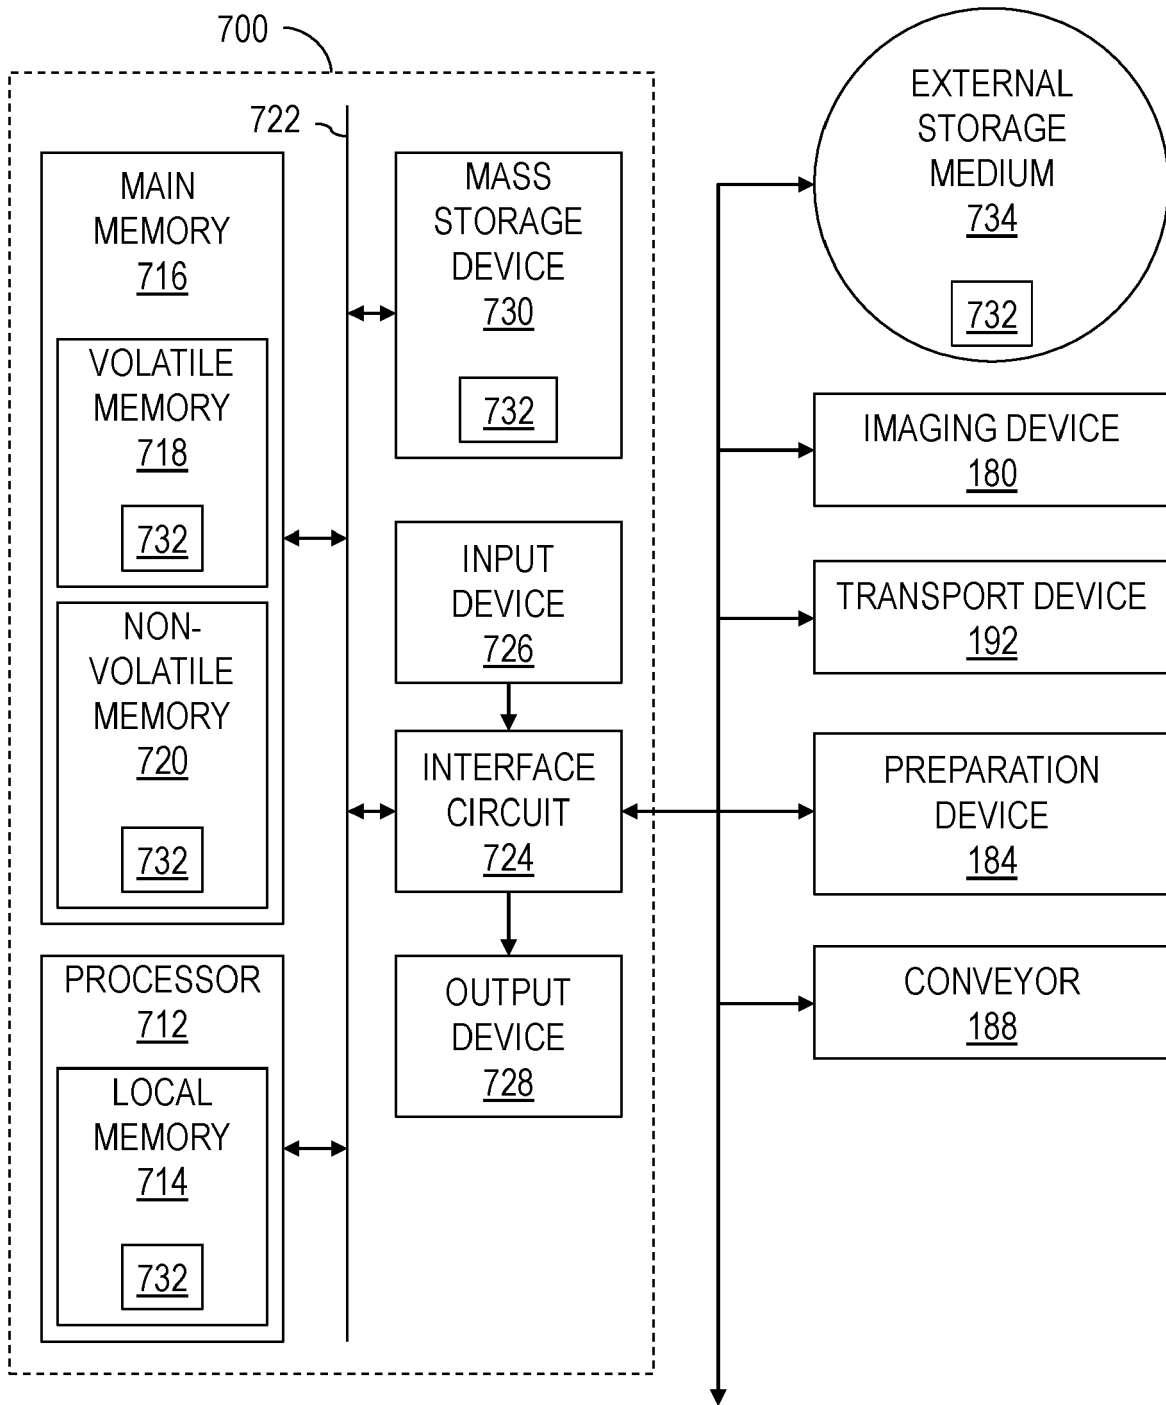 700
722
MAIN
MEMORY
716
VOLATILE
MEMORY
718
732
NON-
VOLATILE
MEMORY
720
732
PROCESSOR
712
LOCAL
MEMORY
714
732
MASS
STORAGE
DEVICE
730
732
INPUT
DEVICE
726
INTERFACE
CIRCUIT
724
OUTPUT
DEVICE
728
EXTERNAL
STORAGE
MEDIUM
734
732
IMAGING DEVICE
180
TRANSPORT DEVICE
192
PREPARATION
DEVICE
184
CONVEYOR
188